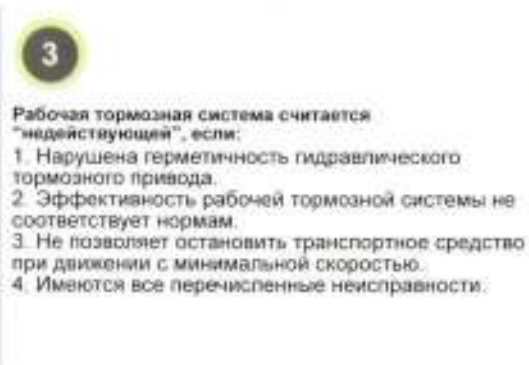 3
Рабочая тормозная система считается
"недействующей", если:
1. Нарушена герметичность гидравлического
тормозного привода.
2. Эффективность рабочей тормозной системы не
соответствует нормам.
3. Не позволяет остановить транспортное средство
при движении с минимальной скоростью.
4. Имеются все перечисленные неисправности.